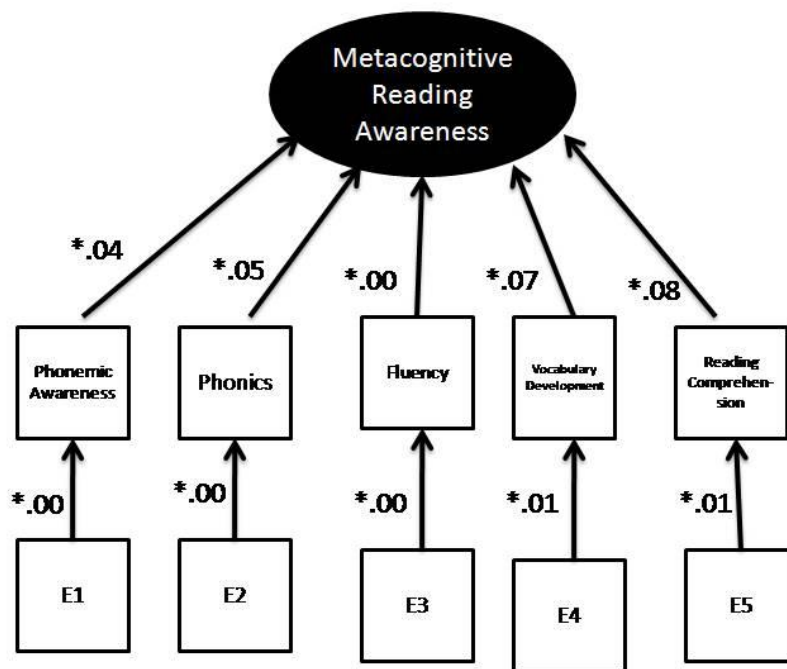 Metacognitive
Reading
Awareness
*.04
*.05
*.00
*.07
*.08
Phonemic
Awareness
Phonics
Fluency
Vocabulary
Development
Reading
Comprehen-
sion
*.00
*.00
*.00
*.01
*.01
E1
E2
E3
E4
E5